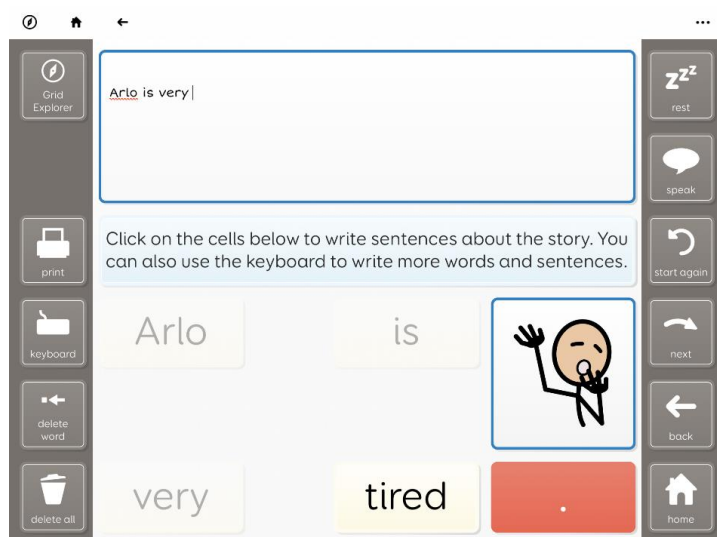 Grid
Explorer
Arlo is very
zzz
rest
speak
Click on the cells below to write sentences about the story. You
can also use the keyboard to write more words and sentences.
print
start again
Arlo
is
keyboard
next
delete
word
back
very
tired
.
delete all
home